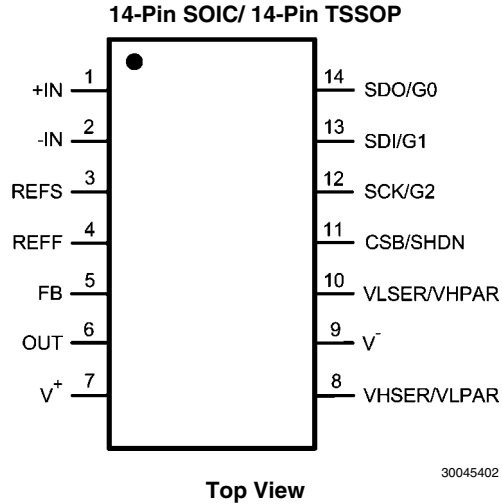 14-Pin SOIC/ 14-Pin TSSOP
+IN 1 14 SDO/G0
-IN 2 13 SDI/G1
REFS 3 12 SCK/G2
REFF 4 11 CSB/SHDN
FB 5 10 VLSER/VHPAR
OUT 6 9 V-
V+ 7 8 VHSER/VLPAR
30045402
Top View